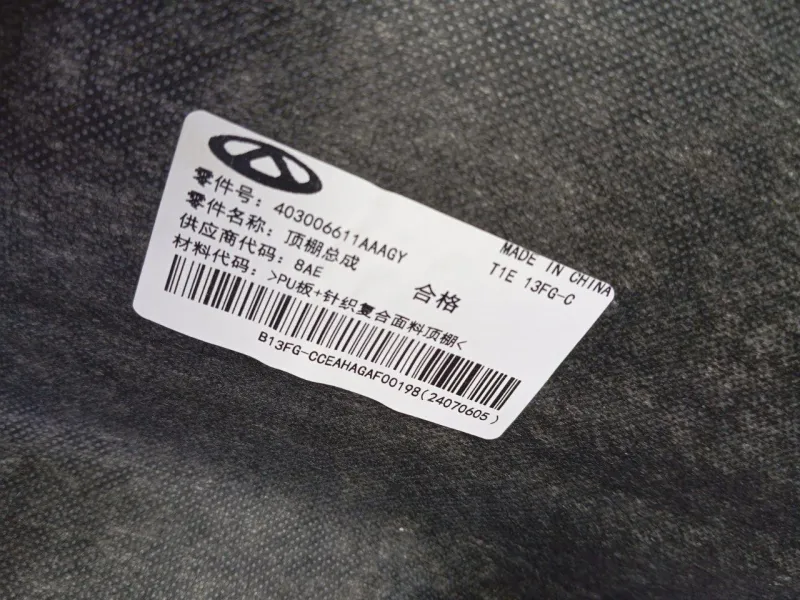 零件号: 403006611AAAGY
零件名称: 顶棚总成
供应商代码: 8AE
材料代码: >PU板+针织复合面料顶棚<
合格
MADE IN CHINA
T1E 13FG-C
B13FG-CCEAHAGAF00198(24070605)